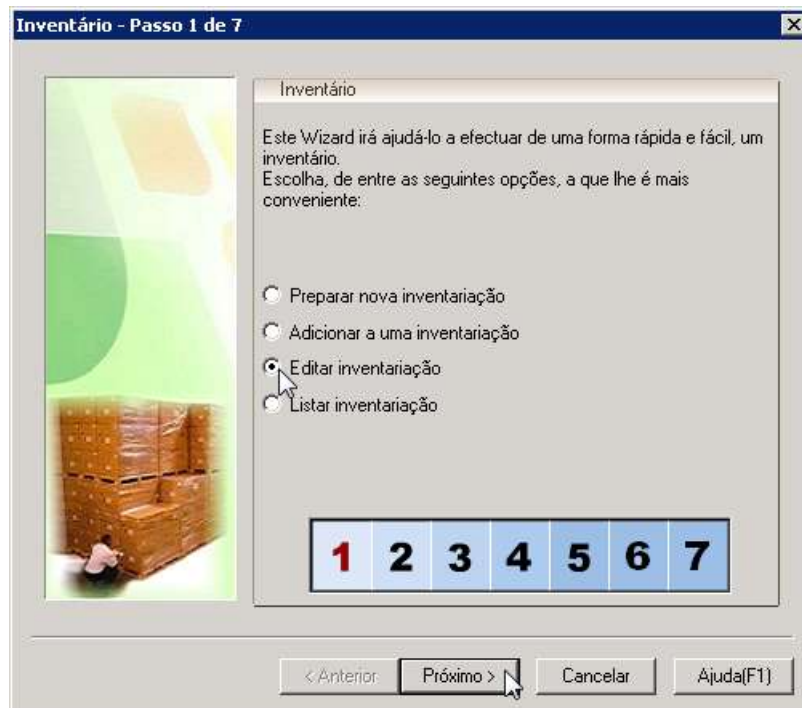 Inventário - Passo 1 de 7
Inventário
Este Wizard irá ajudá-lo a efectuar de uma forma rápida e fácil, um
inventário.
Escolha, de entre as seguintes opções, a que lhe é mais
conveniente:
Preparar nova inventariação
Adicionar a uma inventariação
Editar inventariação
Listar inventariação
1 2 3 4 5 6 7
< Anterior Próximo > Cancelar Ajuda(F1)